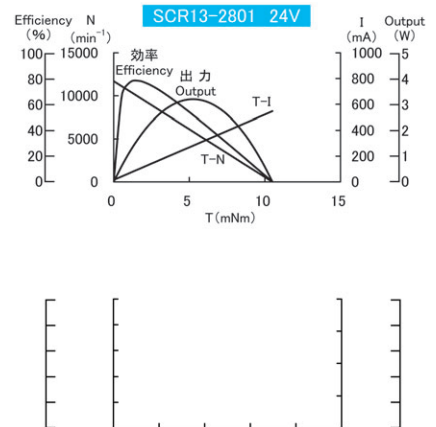 SCR13-2801 24V
Efficiency N I Output
(%) (min⁻¹) (mA) (W)
100 15000 1000 5
80 800 4
60 10000 600 3
40 5000 400 2
20 200 1
0 0 0 0
効率
Efficiency
出力
Output
T-I
T-N
0 5 10 15
T(mNm)